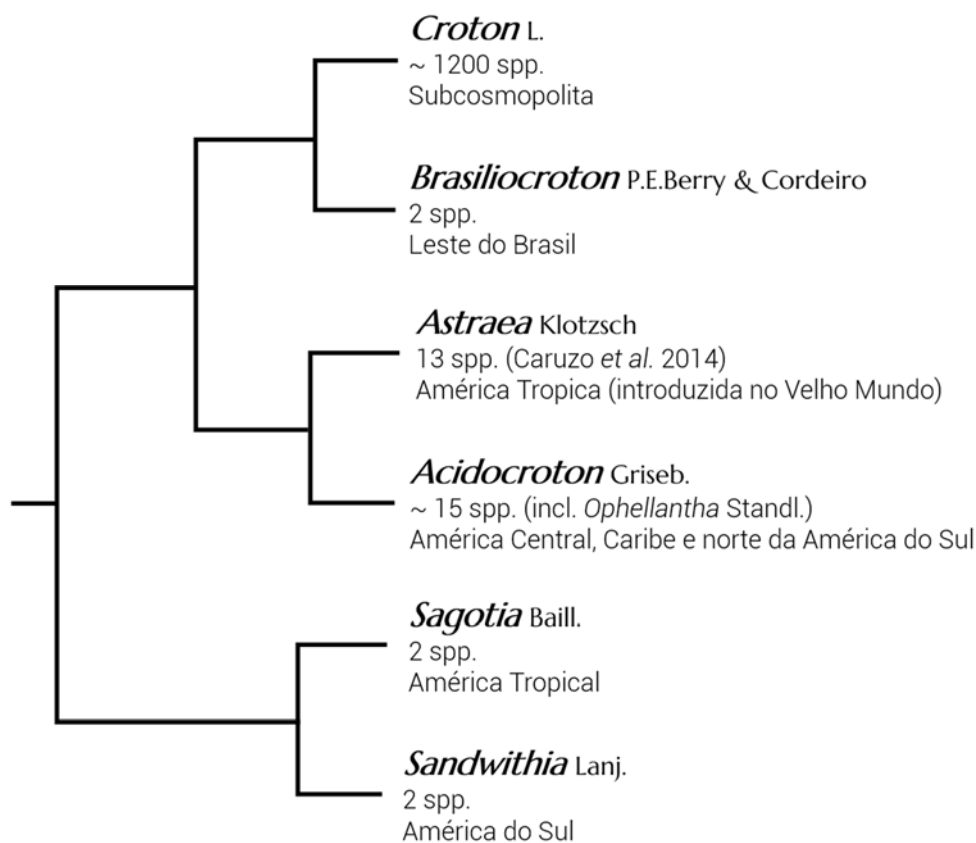 Croton L.
~ 1200 spp.
Subcosmopolita
Brasiliocroton P.E.Berry & Cordeiro
2 spp.
Leste do Brasil
Astraea Klotzsch
13 spp. (Caruzo et al. 2014)
América Tropica (introduzida no Velho Mundo)
Acidocroton Griseb.
~ 15 spp. (incl. Ophellantha Standl.)
América Central, Caribe e norte da América do Sul
Sagotia Baill.
2 spp.
América Tropical
Sandwithia Lanj.
2 spp.
América do Sul